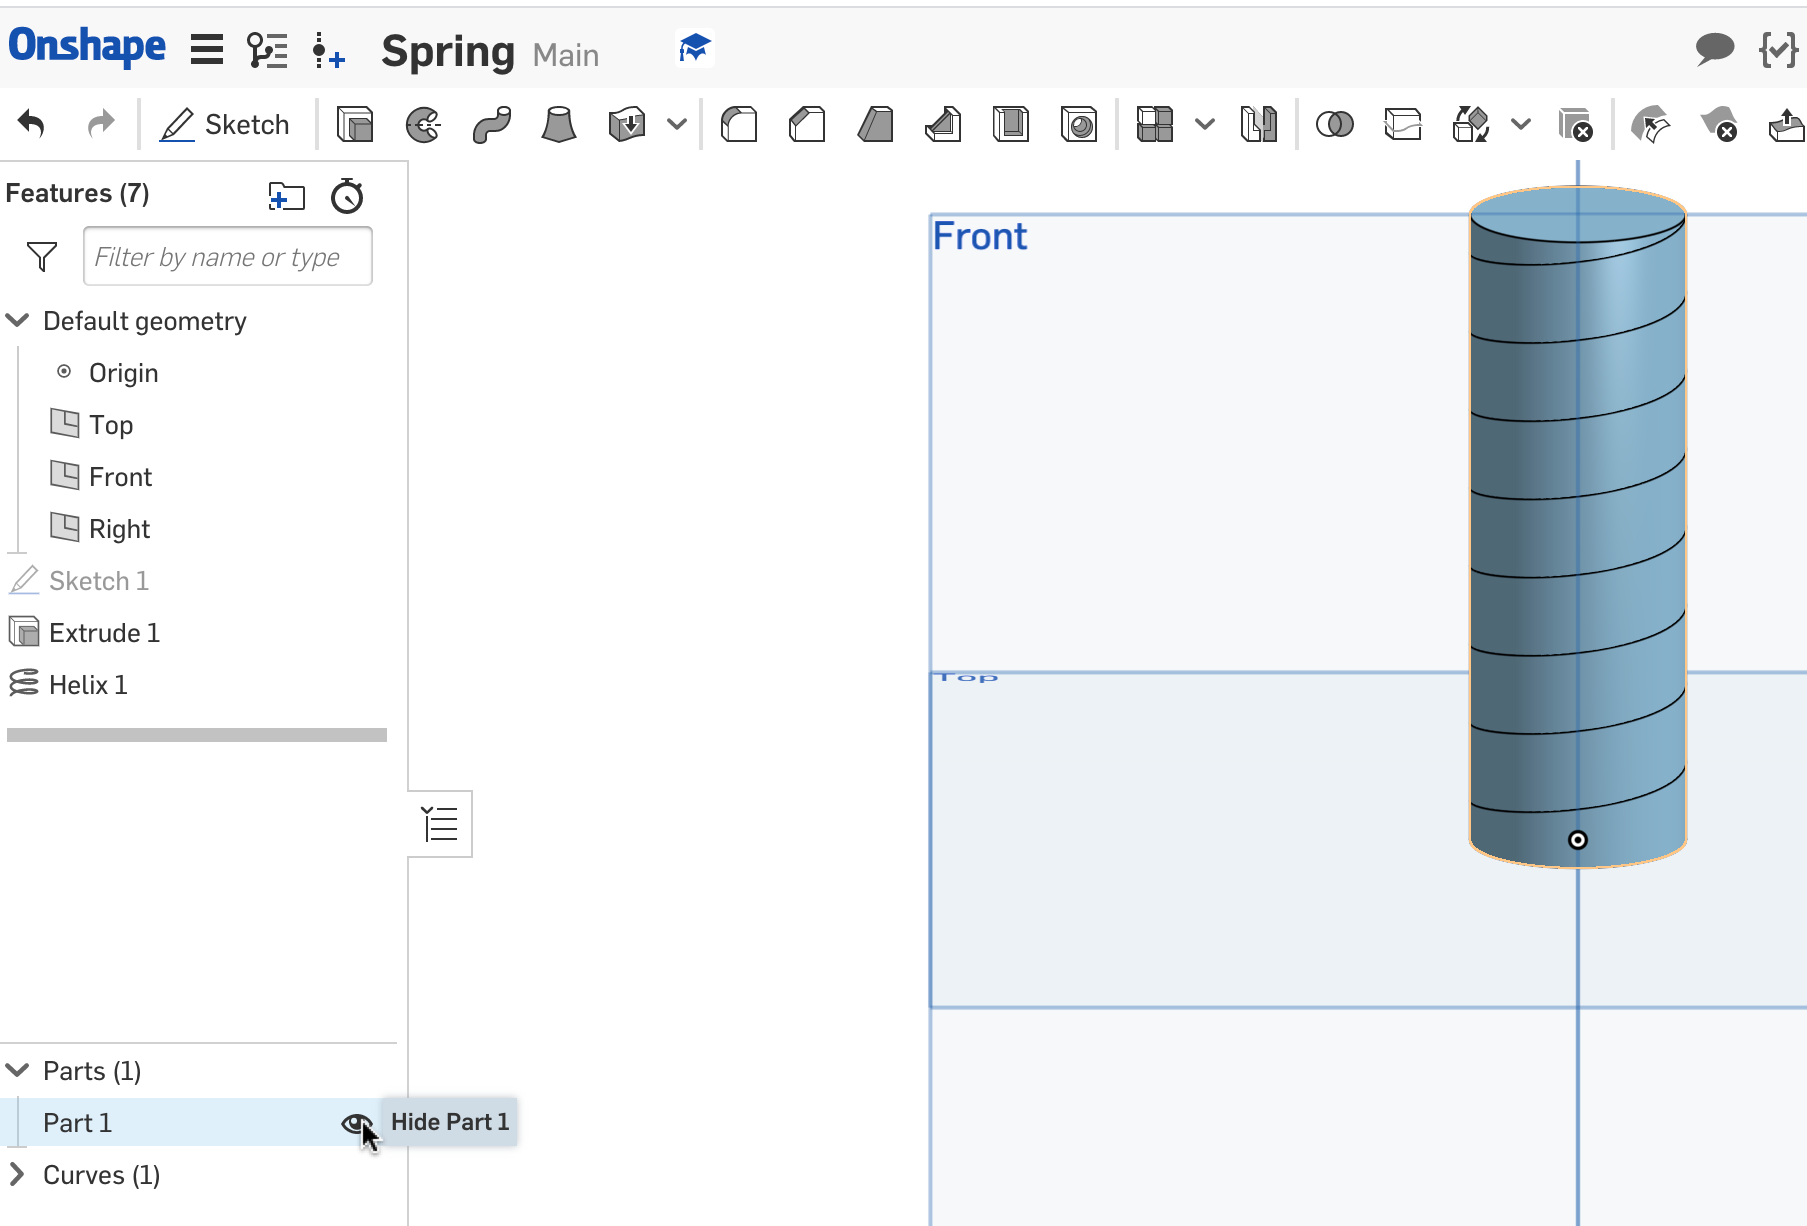 Onshape Spring Main
Sketch
Features (7)
Filter by name or type
Default geometry
Origin
Top
Front
Right
Sketch 1
Extrude 1
Helix 1
Parts (1)
Part 1
Hide Part 1
Curves (1)
Front
Top